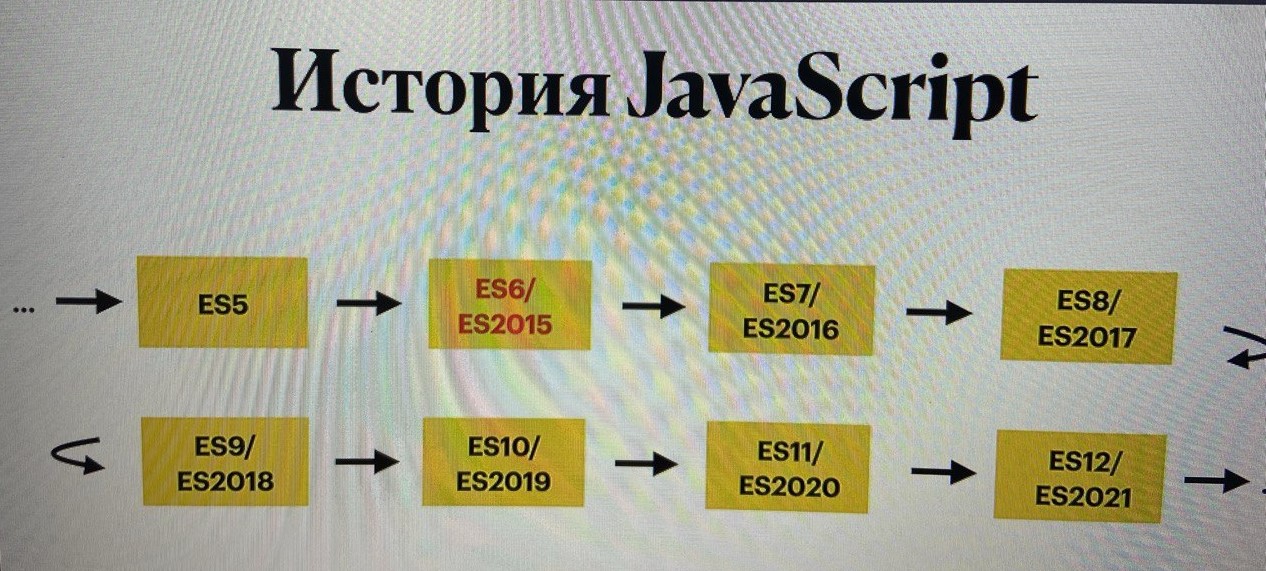 История JavaScript
...
ES5
ES6/
ES2015
ES7/
ES2016
ES8/
ES2017
ES9/
ES2018
ES10/
ES2019
ES11/
ES2020
ES12/
ES2021